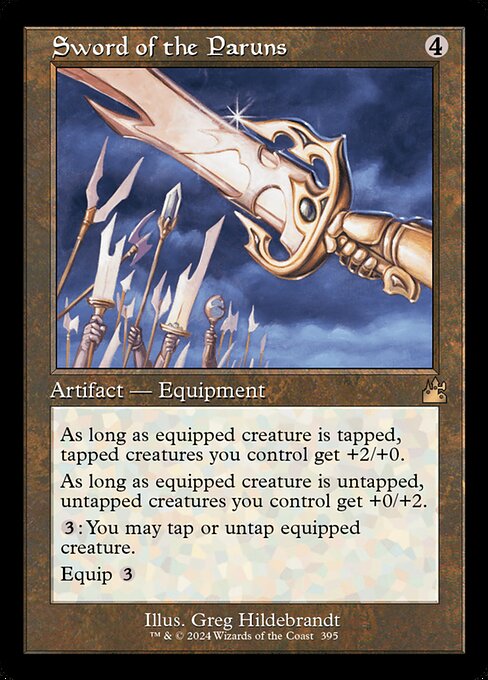 Sword of the Paruns 4
Artifact — Equipment
As long as equipped creature is tapped,
tapped creatures you control get +2/+0.
As long as equipped creature is untapped,
untapped creatures you control get +0/+2.
3: You may tap or untap equipped
creature.
Equip 3
Illus. Greg Hildebrandt
™ & © 2024 Wizards of the Coast 395